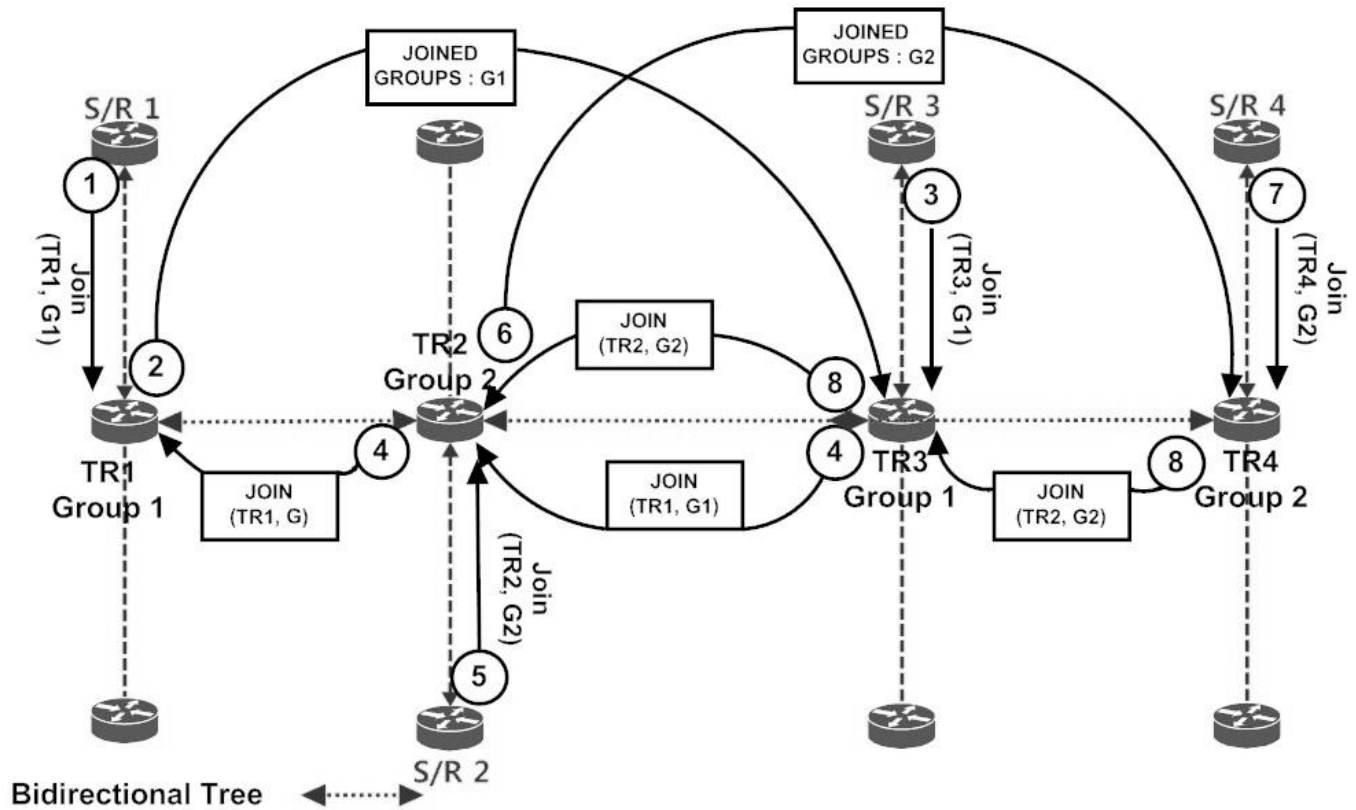 JOINED
GROUPS : G1
JOINED
GROUPS : G2
S/R 1
S/R 3
S/R 4
1
3
7
Join
(TR1, G1)
Join
(TR3, G1)
Join
(TR4, G2)
2
6
JOIN
(TR2, G2)
8
TR2
Group 2
4
JOIN
(TR1, G)
TR1
Group 1
JOIN
(TR1, G1)
4
TR3
Group 1
JOIN
(TR2, G2)
8
TR4
Group 2
Join
(TR2, G2)
5
S/R 2
Bidirectional Tree